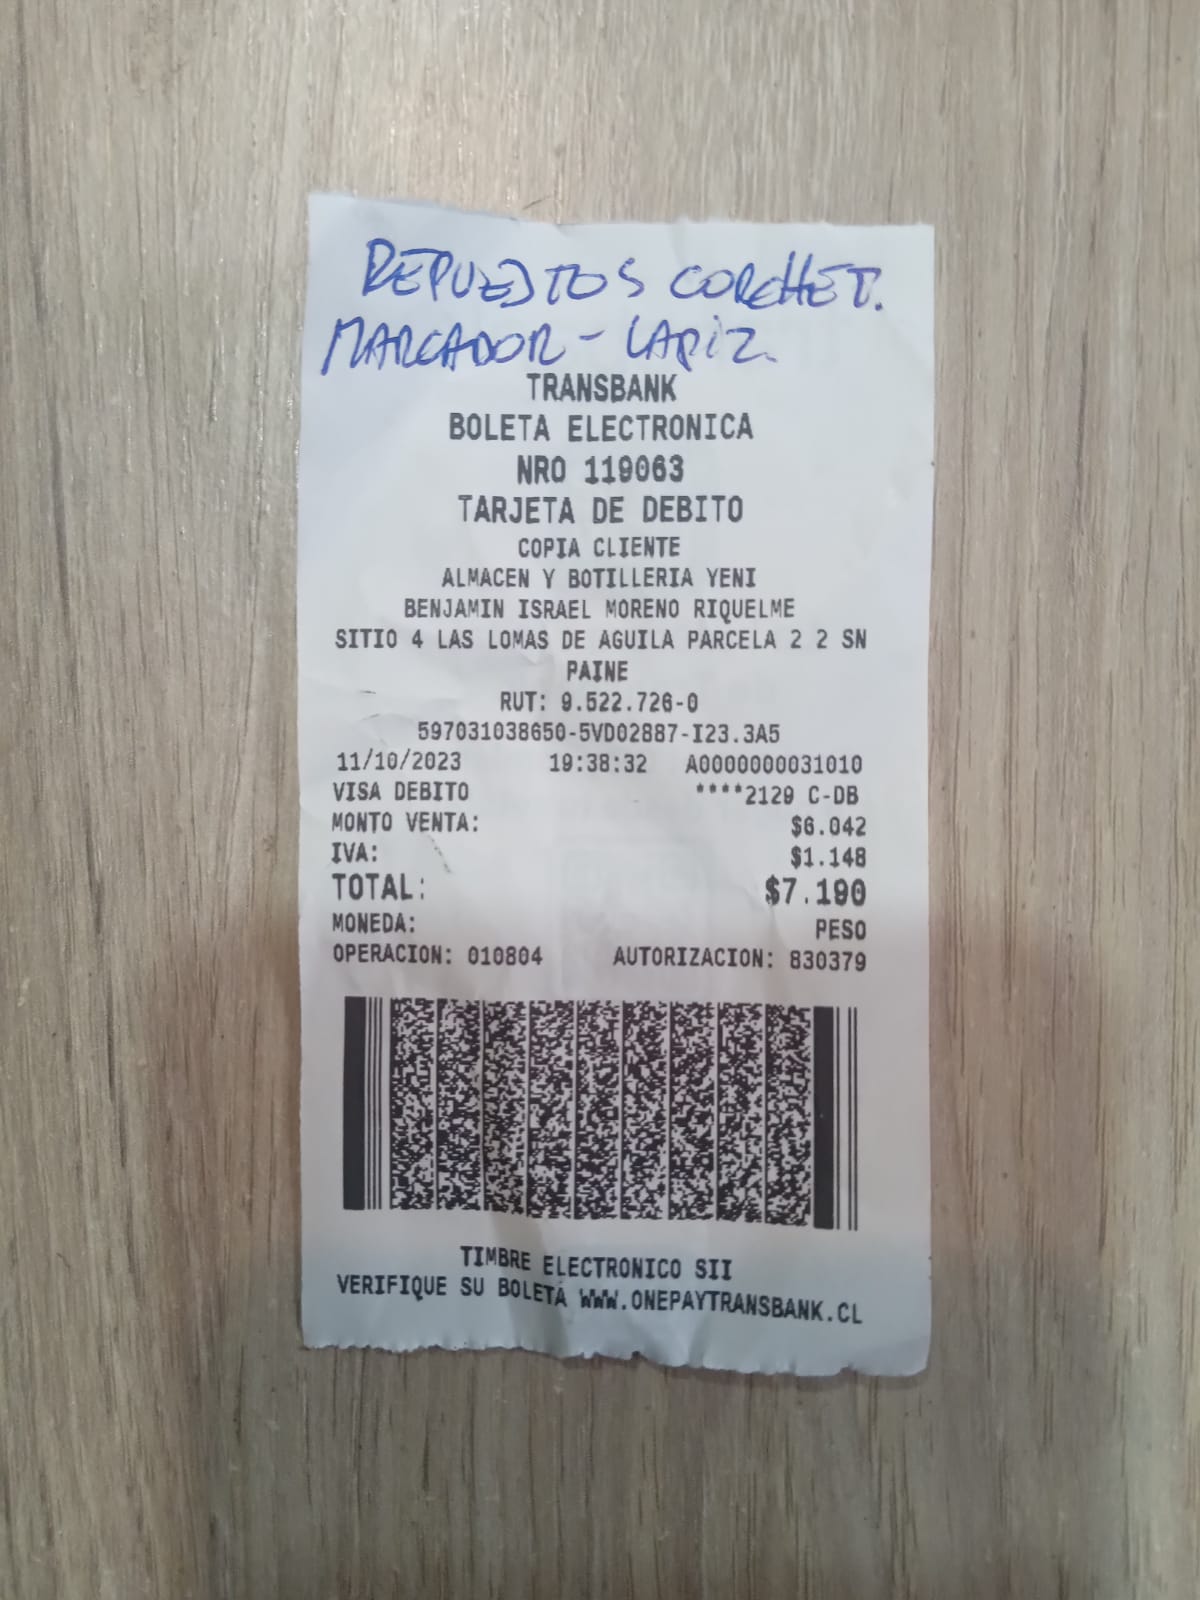 REPUESTOS CORCHET.
MARCADOR - LAPIZ.
TRANSBANK
BOLETA ELECTRONICA
NRO 119063
TARJETA DE DEBITO
COPIA CLIENTE
ALMACEN Y BOTILLERIA YENI
BENJAMIN ISRAEL MORENO RIQUELME
SITIO 4 LAS LOMAS DE AGUILA PARCELA 2 2 SN
PAINE
RUT: 9.522.726-0
597031038650-5VD02887-I23.3A5
11/10/2023 19:38:32 A0000000031010
VISA DEBITO ****2129 C-DB
MONTO VENTA: $6.042
IVA: $1.148
TOTAL: $7.190
MONEDA: PESO
OPERACION: 010804 AUTORIZACION: 830379
TIMBRE ELECTRONICO SII
VERIFIQUE SU BOLETA WWW.ONEPAYTRANSBANK.CL